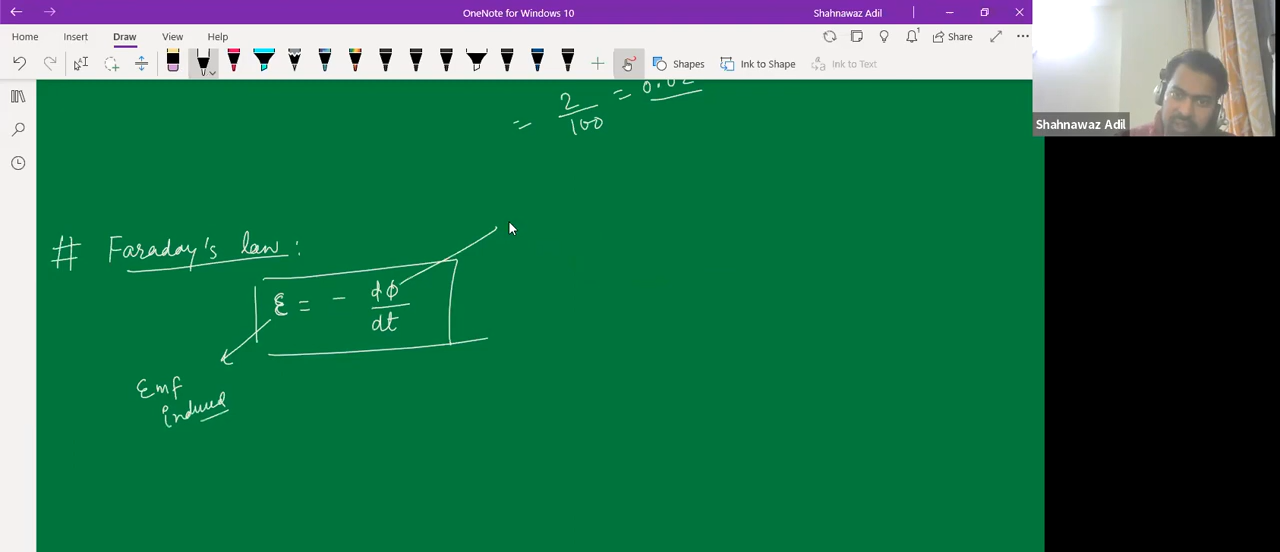 OneNote for Windows 10
Shahnawaz Adil
Home Insert Draw View Help
Share
Shapes Ink to Shape Ink to Text
Shahnawaz Adil
= 2/100 = 0.02
# Faraday's law:
ε = - dϕ/dt
Emf
induced